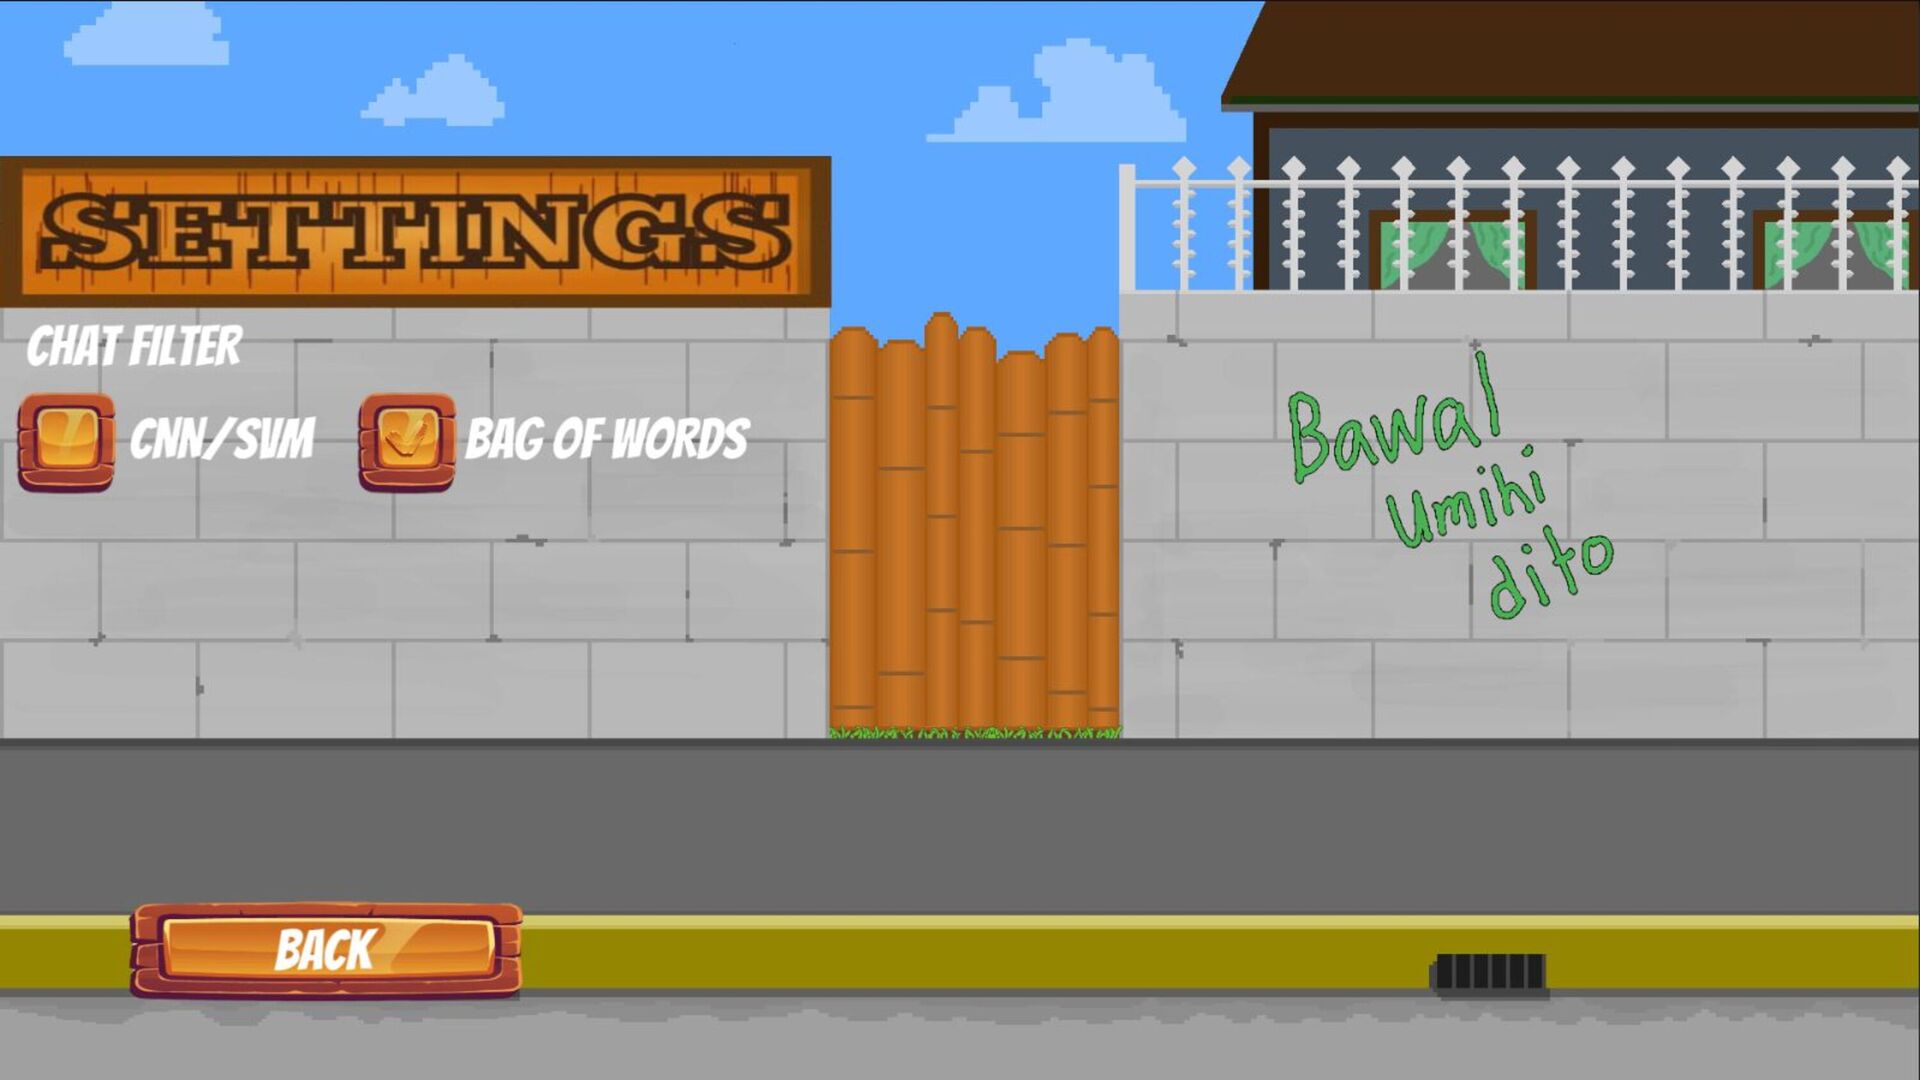 SETTINGS
CHAT FILTER
CNN/SVM
BAG OF WORDS
Bawal
Umihi
dito
BACK